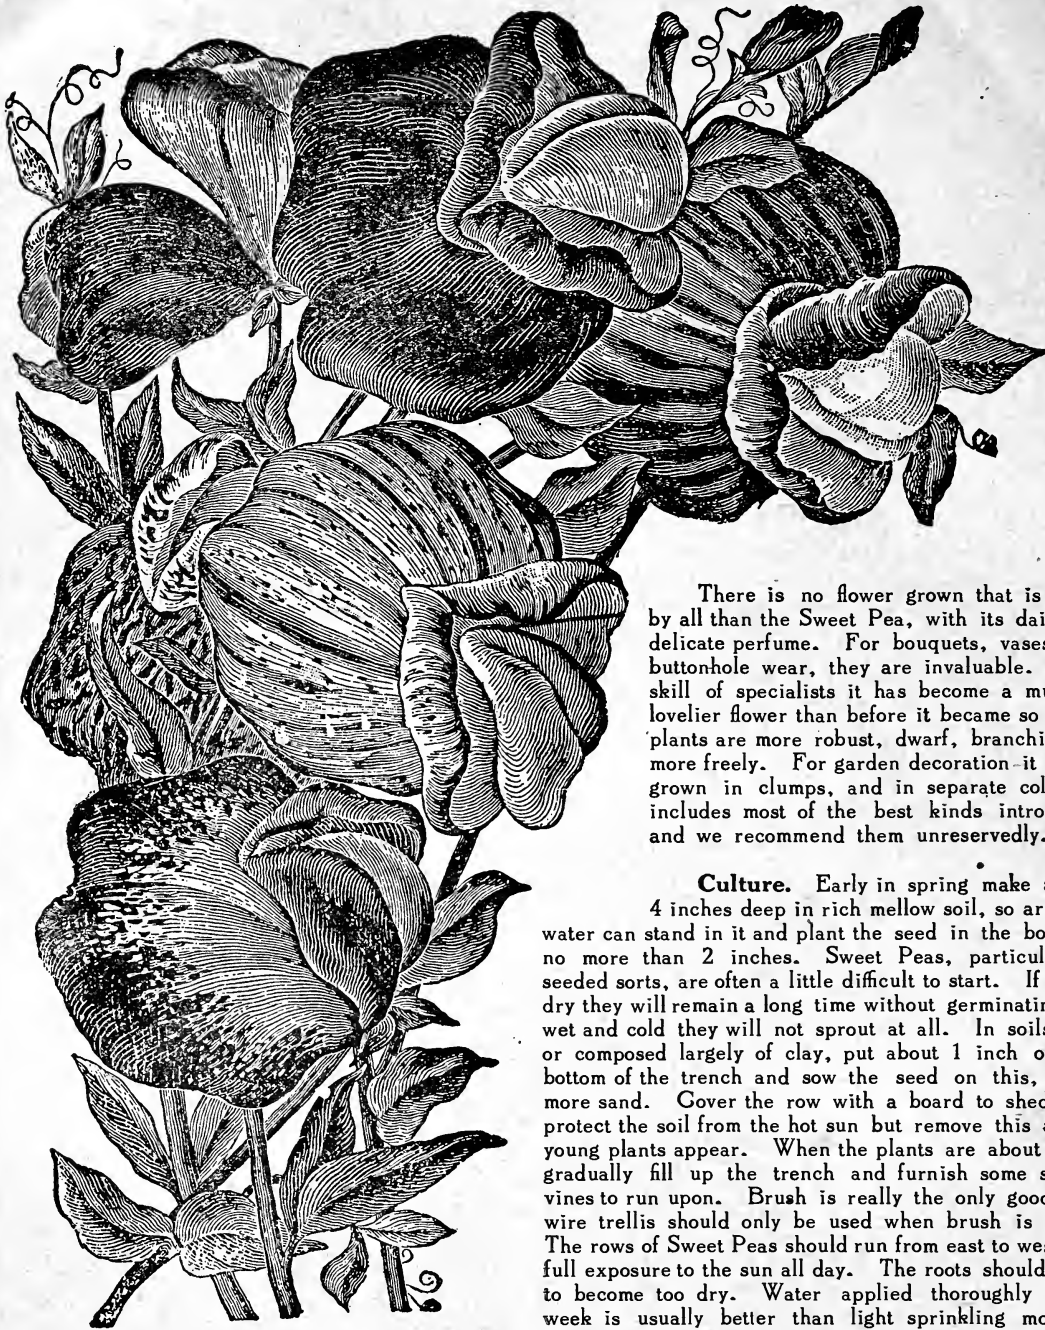 There is no flower grown that is
by all than the Sweet Pea, with its dai
delicate perfume. For bouquets, vases
buttonhole wear, they are invaluable.
skill of specialists it has become a mu
lovelier flower than before it became so
plants are more robust, dwarf, branchi
more freely. For garden decoration it
grown in clumps, and in separate col
includes most of the best kinds intro
and we recommend them unreservedly.
Culture. Early in spring make a
4 inches deep in rich mellow soil, so ar
water can stand in it and plant the seed in the bo
no more than 2 inches. Sweet Peas, particul
seeded sorts, are often a little difficult to start. If
dry they will remain a long time without germinatin
wet and cold they will not sprout at all. In soils
or composed largely of clay, put about 1 inch o
bottom of the trench and sow the seed on this,
more sand. Cover the row with a board to shed
protect the soil from the hot sun but remove this a
young plants appear. When the plants are about
gradually fill up the trench and furnish some s
vines to run upon. Brush is really the only good
wire trellis should only be used when brush is
The rows of Sweet Peas should run from east to wes
full exposure to the sun all day. The roots should
to become too dry. Water applied thoroughly
week is usually better than light sprinkling mo